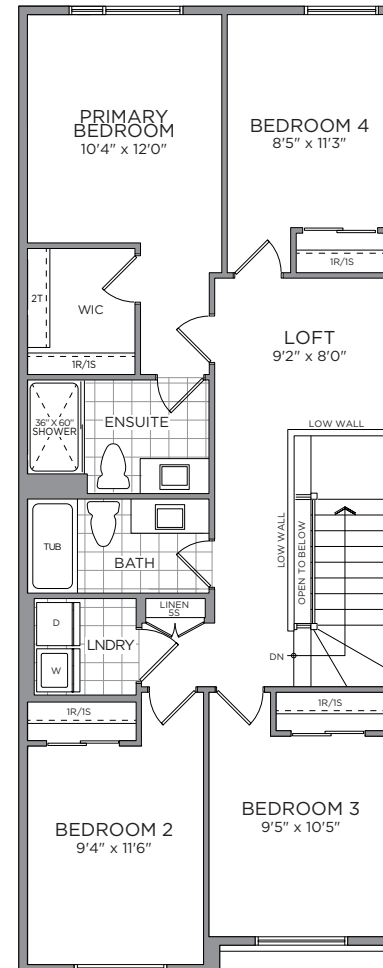 PRIMARY
BEDROOM
10'4" x 12'0"
BEDROOM 4
8'5" x 11'3"
1R/1S
2T
WIC
1R/1S
LOFT
9'2" x 8'0"
36" X 60"
SHOWER
ENSUITE
LOW WALL
LOW WALL
OPEN TO BELOW
TUB
BATH
LINEN
5S
D
LNDRY
W
DN
1R/1S
1R/1S
BEDROOM 2
9'4" x 11'6"
BEDROOM 3
9'5" x 10'5"